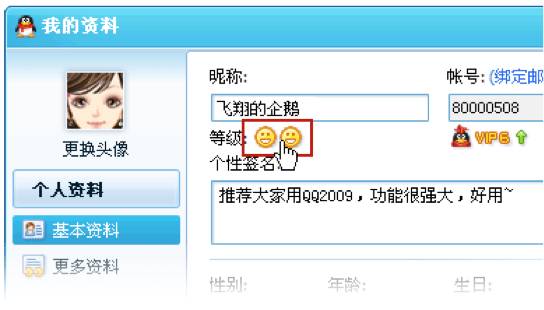 我的资料
昵称:
帐号: (绑定邮
飞翔的企鹅
80000508
等级:
VIP6
更换头像
个性签名:
个人资料
推荐大家用QQ2009，功能很强大，好用~
基本资料
更多资料
性别:
年龄:
生日: